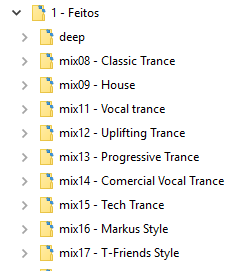 1 - Feitos
deep
mix08 - Classic Trance
mix09 - House
mix11 - Vocal trance
mix12 - Uplifting Trance
mix13 - Progressive Trance
mix14 - Comercial Vocal Trance
mix15 - Tech Trance
mix16 - Markus Style
mix17 - T-Friends Style